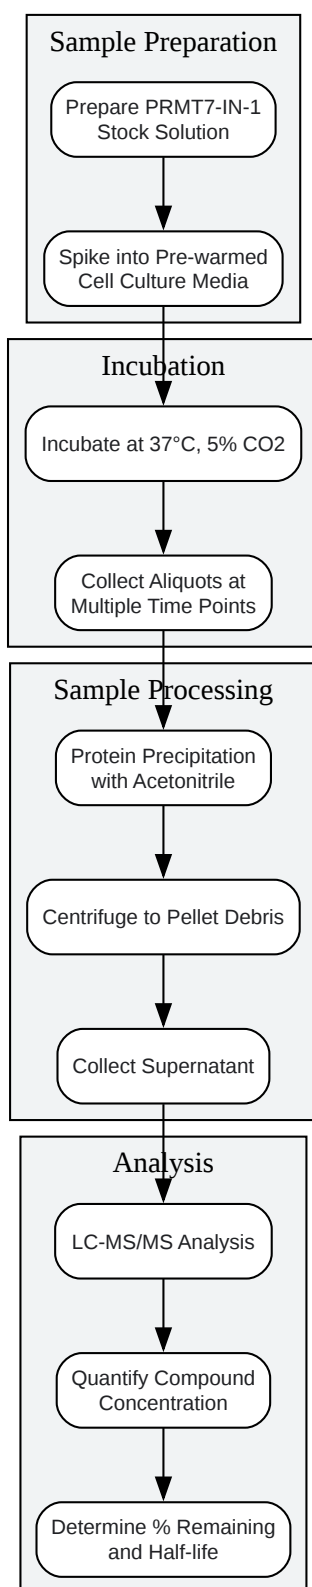 Sample Preparation
Prepare PRMT7-IN-1
Stock Solution
Spike into Pre-warmed
Cell Culture Media
Incubation
Incubate at 37°C, 5% CO2
Collect Aliquots at
Multiple Time Points
Sample Processing
Protein Precipitation
with Acetonitrile
Centrifuge to Pellet Debris
Collect Supernatant
Analysis
LC-MS/MS Analysis
Quantify Compound
Concentration
Determine % Remaining
and Half-life